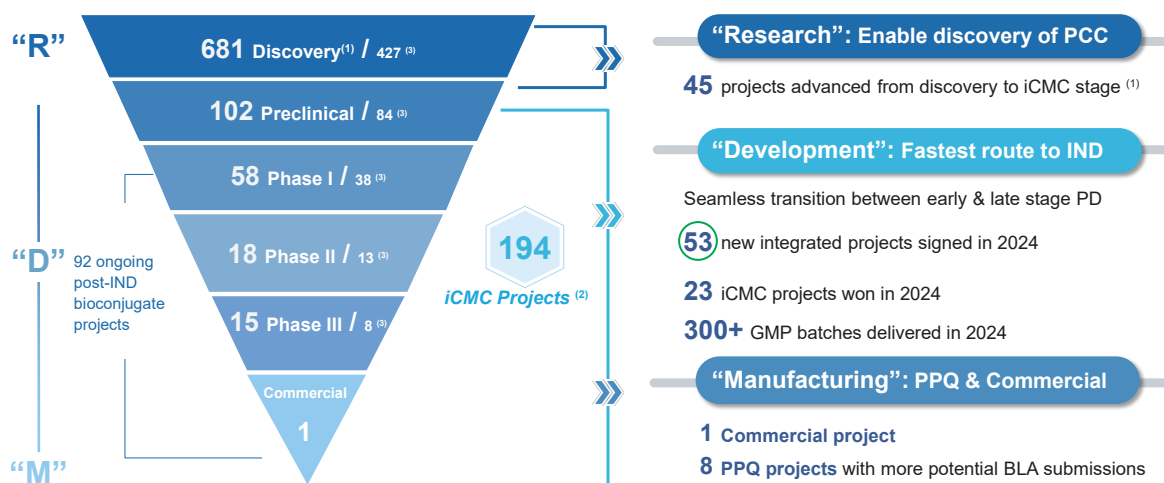 “R”
681 Discovery(1) / 427 (3)
102 Preclinical / 84 (3)
58 Phase I / 38 (3)
“D”
92 ongoing
post-IND
bioconjugate
projects
18 Phase II / 13 (3)
15 Phase III / 8 (3)
Commercial
1
“M”
194
iCMC Projects (2)
“Research”: Enable discovery of PCC
45 projects advanced from discovery to iCMC stage (1)
“Development”: Fastest route to IND
Seamless transition between early & late stage PD
53 new integrated projects signed in 2024
23 iCMC projects won in 2024
300+ GMP batches delivered in 2024
“Manufacturing”: PPQ & Commercial
1 Commercial project
8 PPQ projects with more potential BLA submissions